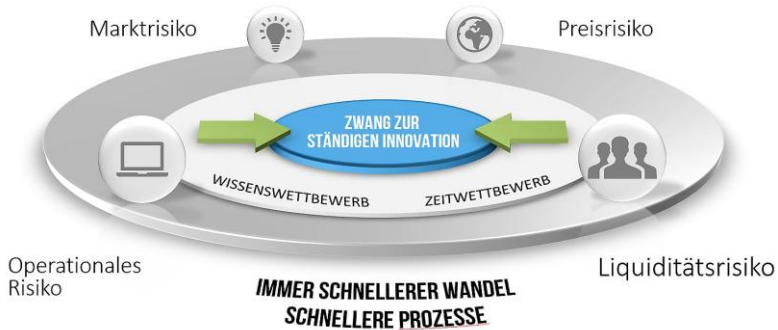 Marktrisiko
Preisrisiko
ZWANG ZUR
STÄNDIGEN INNOVATION
WISSENSWETTBEWERB
ZEITWETTBEWERB
Operationales
Risiko
Liquiditätsrisiko
IMMER SCHNELLERER WANDEL
SCHNELLERE PROZESSE